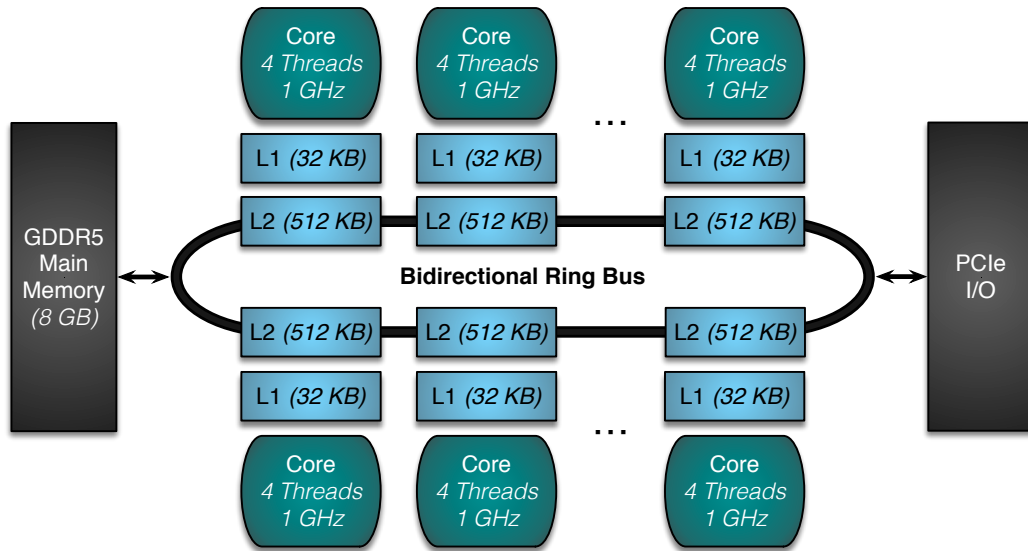 Core
4 Threads
1 GHz
Core
4 Threads
1 GHz
Core
4 Threads
1 GHz
...
L1 (32 KB)
L1 (32 KB)
L1 (32 KB)
L2 (512 KB)
L2 (512 KB)
L2 (512 KB)
GDDR5
Main
Memory
(8 GB)
Bidirectional Ring Bus
PCIe
I/O
L2 (512 KB)
L2 (512 KB)
L2 (512 KB)
L1 (32 KB)
L1 (32 KB)
L1 (32 KB)
...
Core
4 Threads
1 GHz
Core
4 Threads
1 GHz
Core
4 Threads
1 GHz